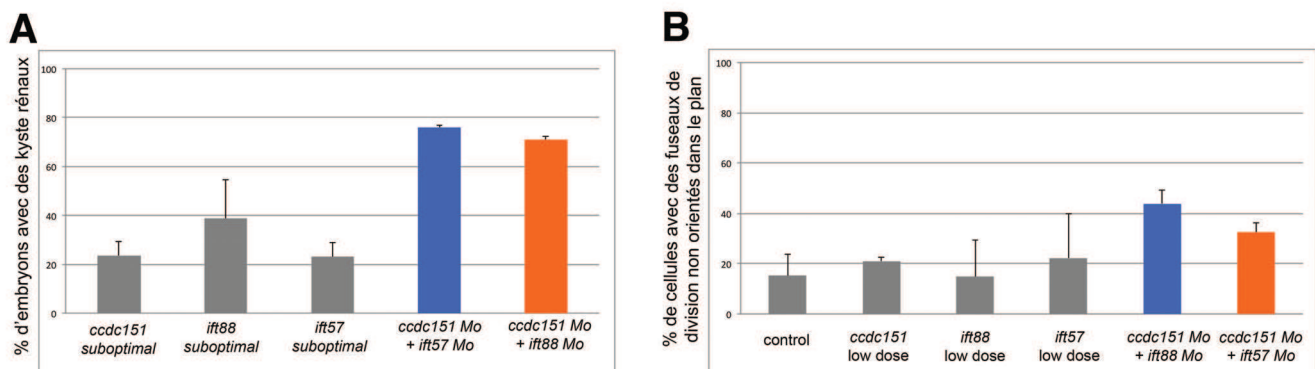 A
% d'embryons avec des kyste rénaux
100
80
60
40
20
0
ccdc151
suboptimal
ift88
suboptimal
ift57
suboptimal
ccdc151 Mo
+ ift57 Mo
ccdc151 Mo
+ ift88 Mo
B
% de cellules avec des fuseaux de
division non orientés dans le plan
100
80
60
40
20
0
control
ccdc151
low dose
ift88
low dose
ift57
low dose
ccdc151 Mo
+ ift88 Mo
ccdc151 Mo
+ ift57 Mo